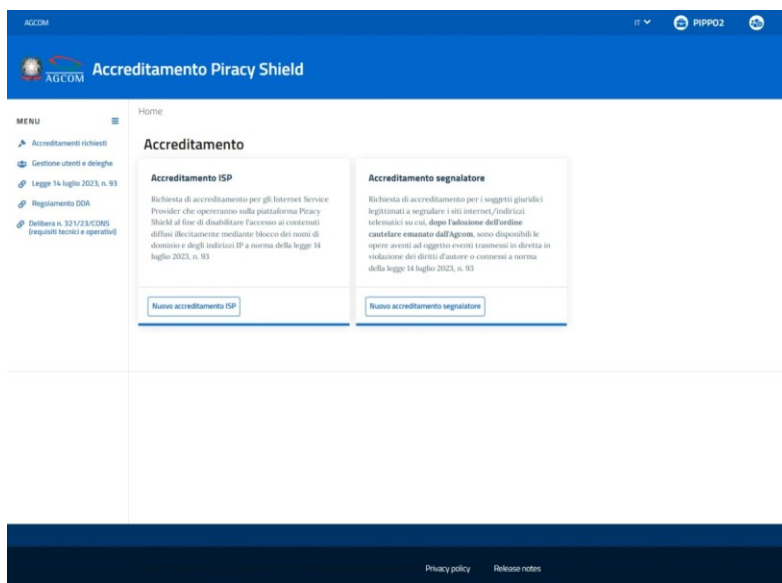 AGCOM
IT
PIPPO2
AGCOM
Accreditamento Piracy Shield
MENU
Accreditamenti richiesti
Gestione utenti e deleghe
Legge 14 luglio 2023, n. 93
Regolamento DDA
Delibera n. 321/23/CONS
(requisiti tecnici e operativi)
Home
Accreditamento
Accreditamento ISP
Richiesta di accreditamento per gli Internet Service
Provider che opereranno sulla piattaforma Piracy
Shield al fine di disabilitare l'accesso ai contenuti
diffusi illecitamente mediante blocco dei nomi di
dominio e degli indirizzi IP a norma della legge 14
luglio 2023, n. 93
Nuovo accreditamento ISP
Accreditamento segnalatore
Richiesta di accreditamento per i soggetti giuridici
legittimati a segnalare i siti internet/indirizzi
telematici su cui, dopo l'adozione dell'ordine
cautelare emanato dall'Agcom, sono disponibili le
opere aventi ad oggetto eventi trasmessi in diretta in
violazione dei diritti d'autore o connessi a norma
della legge 14 luglio 2023, n. 93
Nuovo accreditamento segnalatore
Privacy policy
Release notes